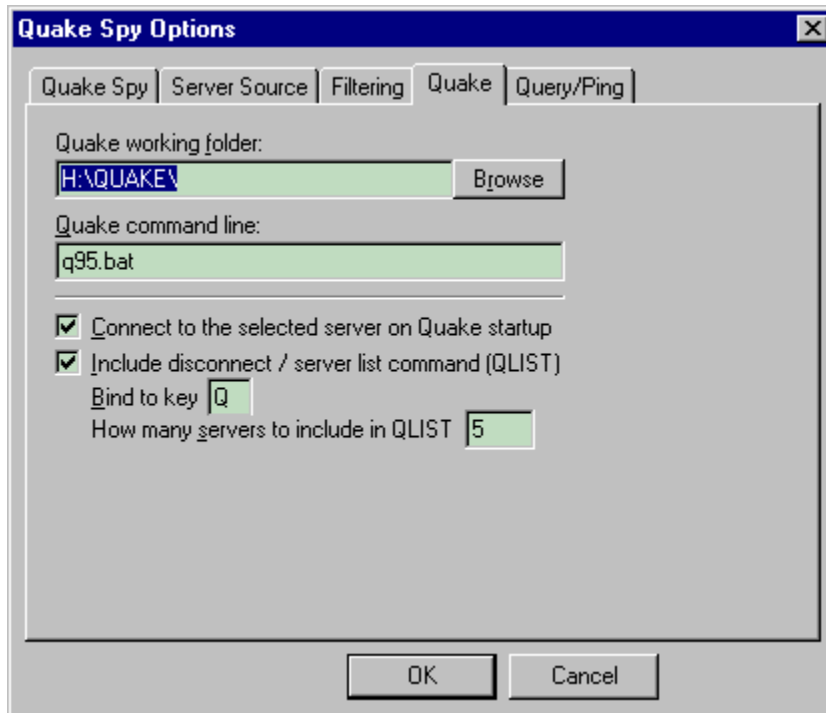 Quake Spy Options
Quake Spy Server Source Filtering Quake Query/Ping
Quake working folder:
H:\QUAKE\ Browse
Quake command line:
q95.bat
Connect to the selected server on Quake startup
Include disconnect / server list command (QLIST)
Bind to key Q
How many servers to include in QLIST 5
OK Cancel